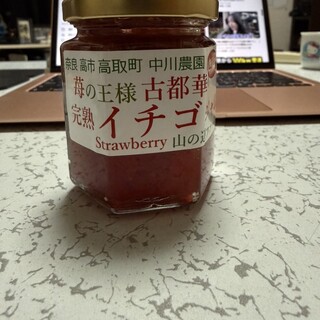 奈良 高市 高取町 中川農園
苺の王様 古都華
完熟 イチゴ
Strawberry 山の辺